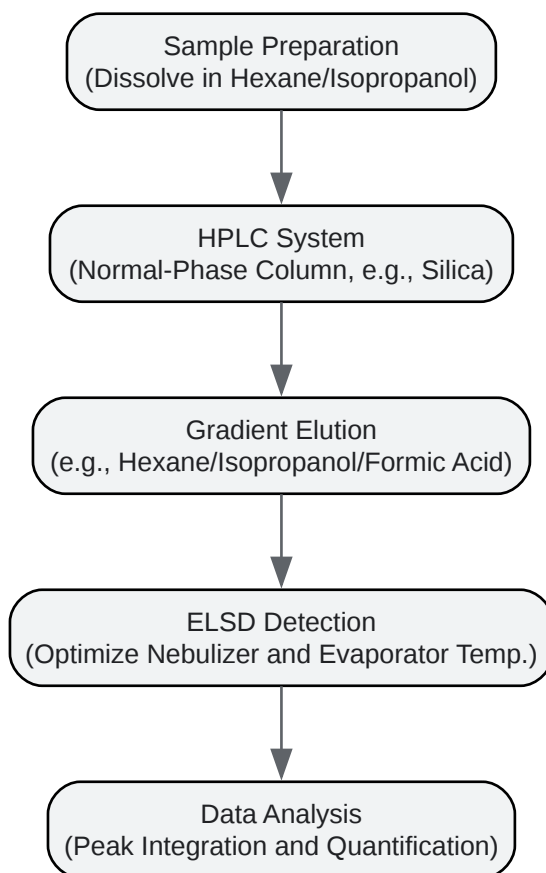 Sample Preparation
(Dissolve in Hexane/Isopropanol)
HPLC System
(Normal-Phase Column, e.g., Silica)
Gradient Elution
(e.g., Hexane/Isopropanol/Formic Acid)
ELSD Detection
(Optimize Nebulizer and Evaporator Temp.)
Data Analysis
(Peak Integration and Quantification)